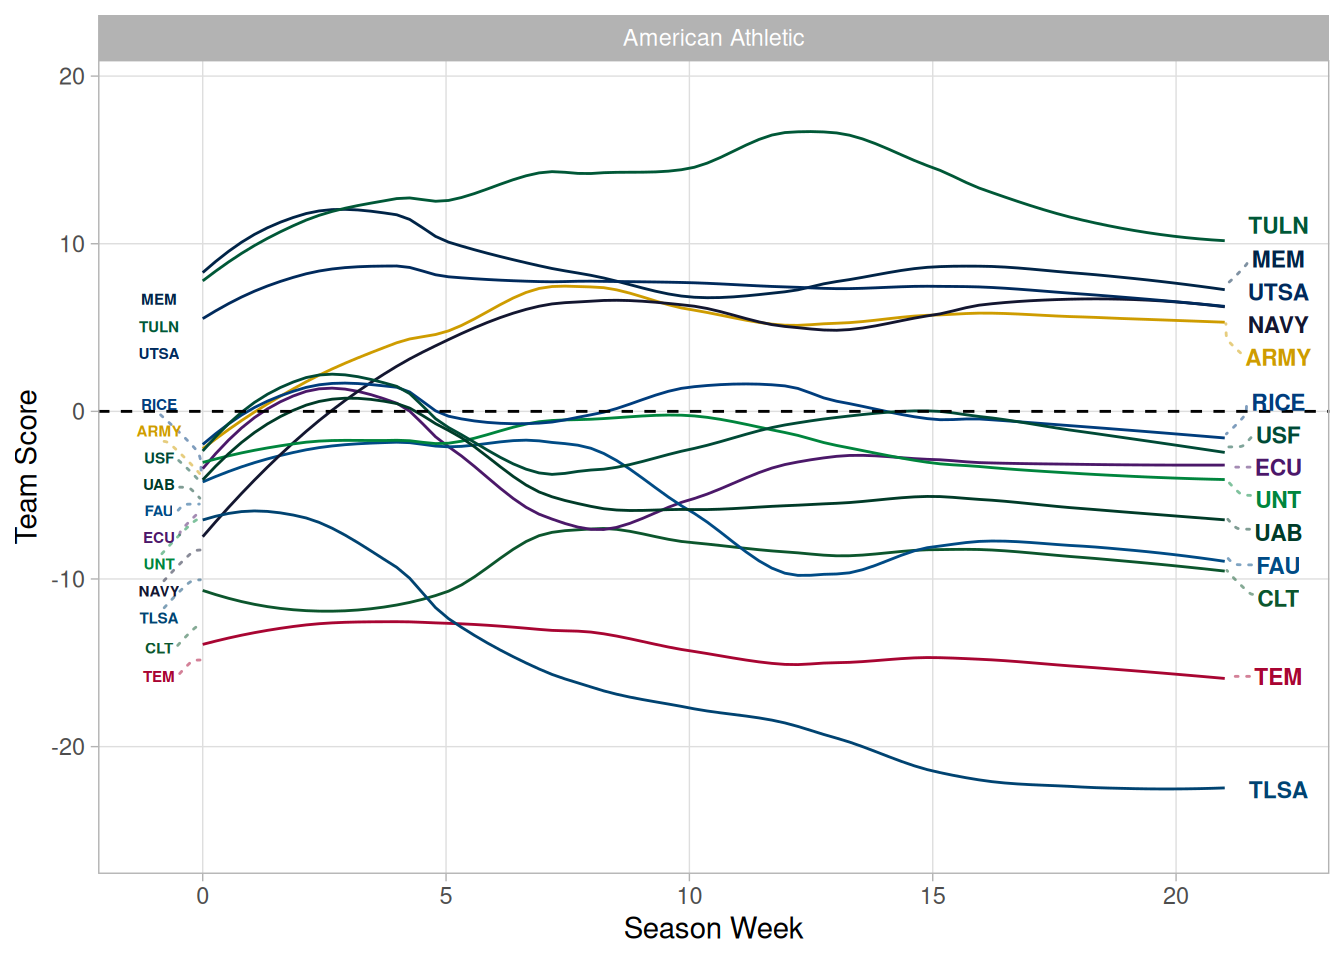 American Athletic
20
10
0
-10
-20
Team Score
MEM
TULN
UTSA
RICE
ARMY
USF
UAB
FAU
ECU
UNT
NAVY
TLSA
CLT
TEM
TULN
MEM
UTSA
NAVY
ARMY
RICE
USF
ECU
UNT
UAB
FAU
CLT
TEM
TLSA
0 5 10 15 20
Season Week